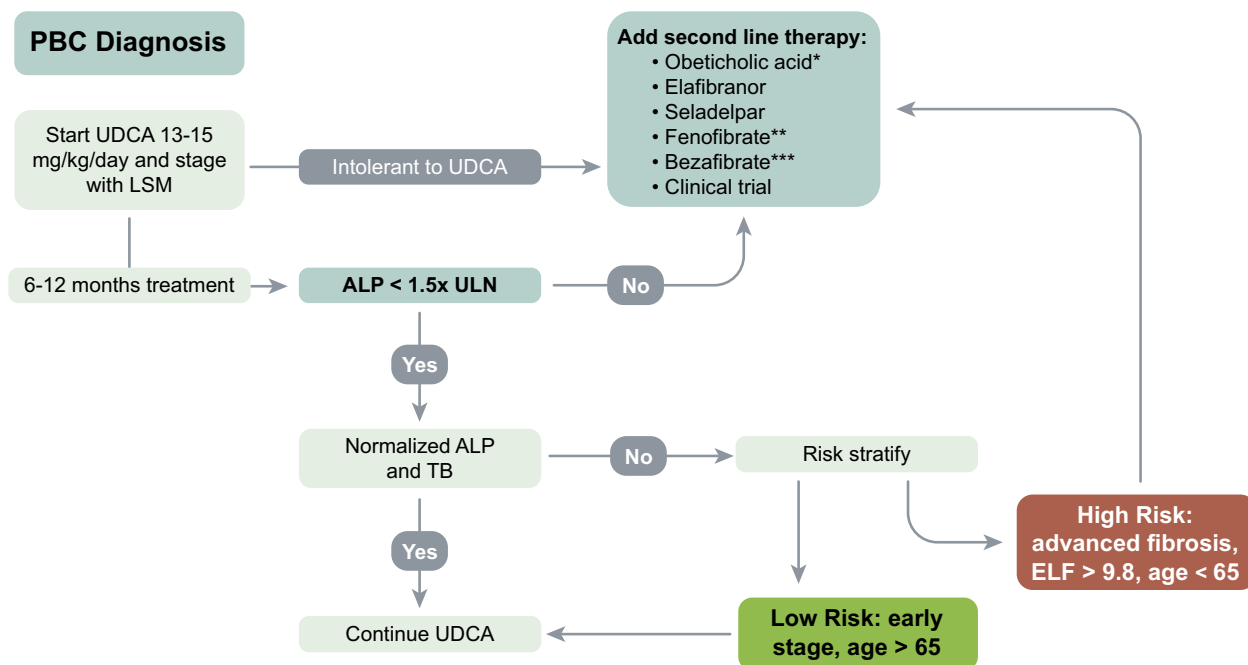 PBC Diagnosis
Start UDCA 13-15
mg/kg/day and stage
with LSM
Intolerant to UDCA
Add second line therapy:
• Obeticholic acid*
• Elafibranor
• Seladelpar
• Fenofibrate**
• Bezafibrate***
• Clinical trial
6-12 months treatment
ALP < 1.5x ULN
No
Yes
Normalized ALP
and TB
No
Risk stratify
High Risk:
advanced fibrosis,
ELF > 9.8, age < 65
Yes
Continue UDCA
Low Risk: early
stage, age > 65